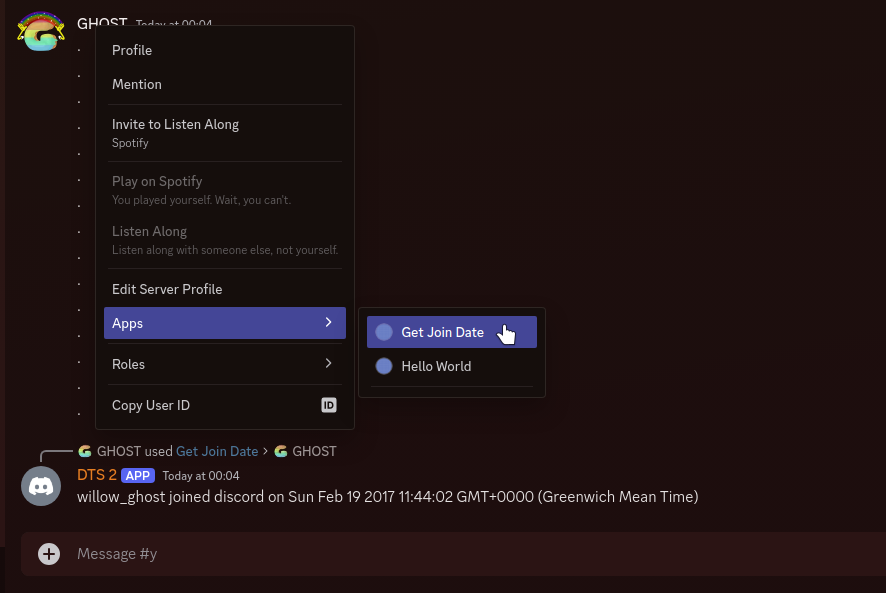 GHOST Today at 00:04
Profile
Mention
Invite to Listen Along
Spotify
Play on Spotify
You played yourself. Wait, you can't.
Listen Along
Listen along with someone else, not yourself.
Edit Server Profile
Apps
Get Join Date
Hello World
Roles
Copy User ID ID
GHOST used Get Join Date › GHOST
DTS 2 APP Today at 00:04
willow_ghost joined discord on Sun Feb 19 2017 11:44:02 GMT+0000 (Greenwich Mean Time)
Message #y